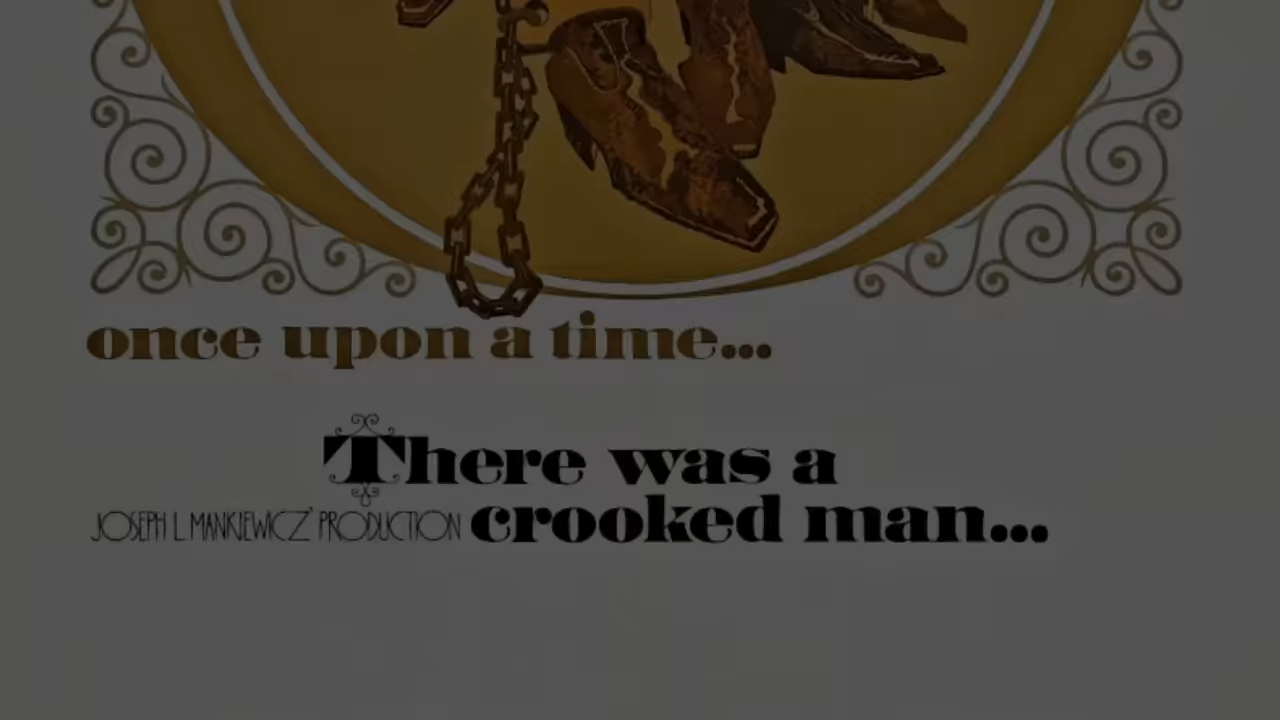 once upon a time...
There was a
JOSEPH L. MANKIEWICZ' PRODUCTION crooked man...